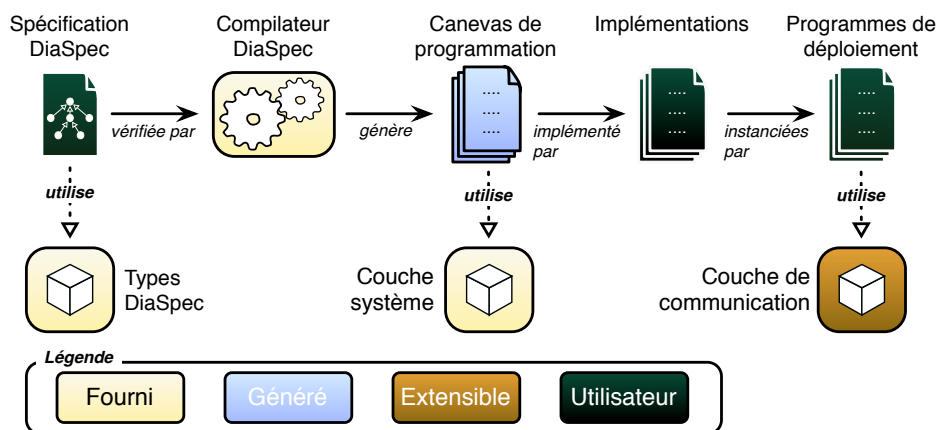 Spécification
DiaSpec
Compilateur
DiaSpec
Canevas de
programmation
Implémentations
Programmes de
déploiement
vérifiée par
génère
....
....
implémenté
par
....
....
instanciées
par
....
....
utilise
utilise
utilise
Types
DiaSpec
Couche
système
Couche de
communication
Légende
Fourni
Généré
Extensible
Utilisateur